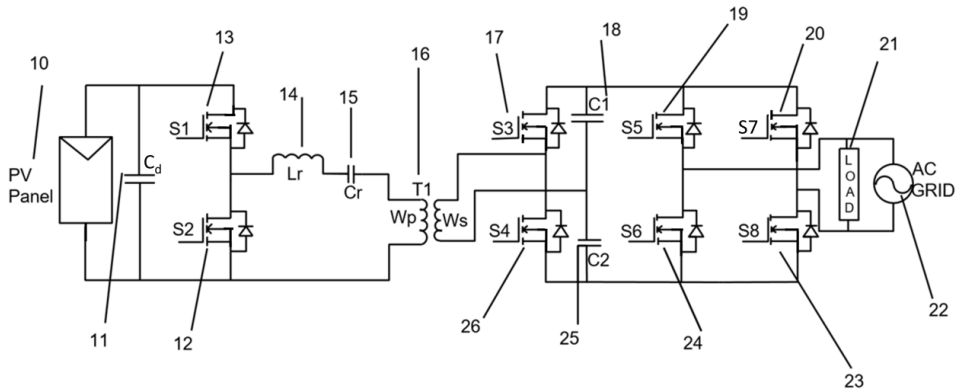 19
20
13
16
17
18
21
10
14
15
C1
S1
S3
S5
S7
PV
Panel
Cd
Lr
Cr
T1
LOAD
AC
GRID
Wp
Ws
S2
S4
S6
S8
C2
11
12
26
25
24
22
23